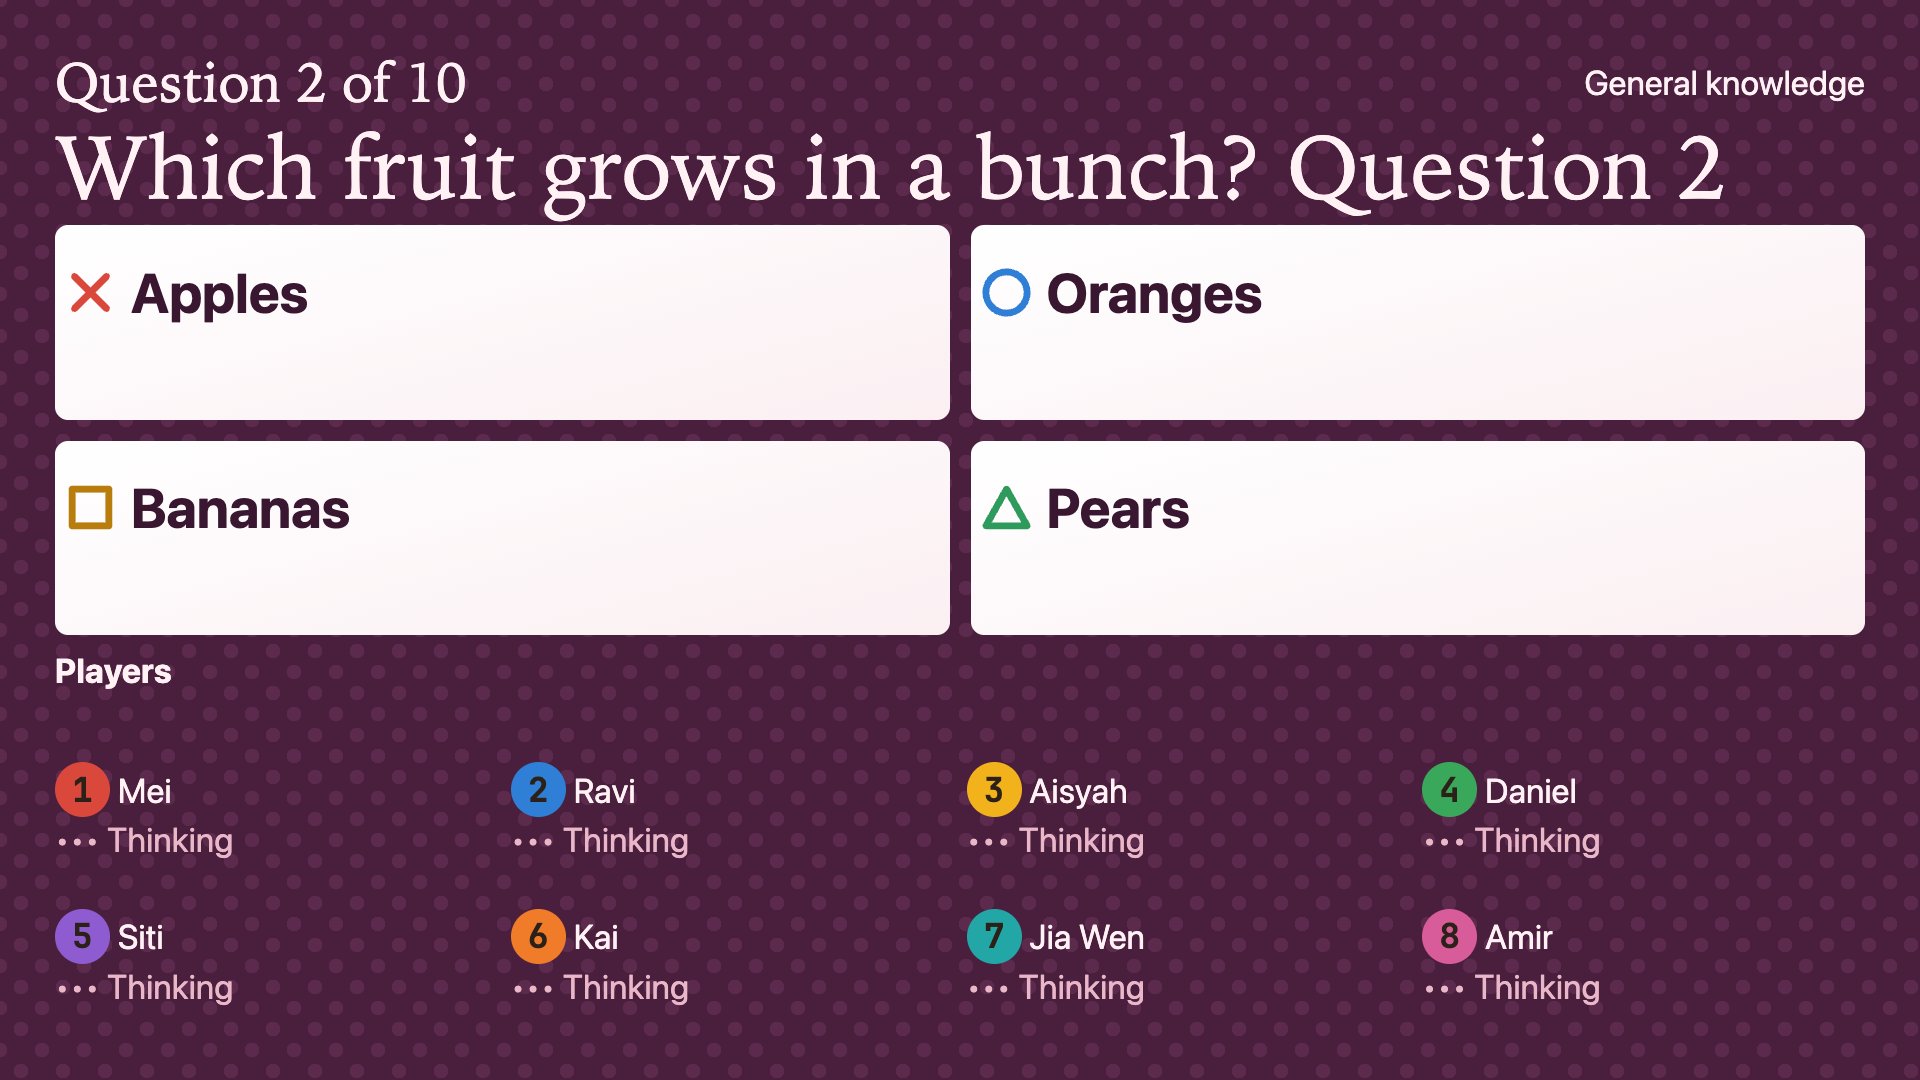 Question 2 of 10
General knowledge
Which fruit grows in a bunch? Question 2
Apples
Oranges
Bananas
Pears
Players
1 Mei
... Thinking
2 Ravi
... Thinking
3 Aisyah
... Thinking
4 Daniel
... Thinking
5 Siti
... Thinking
6 Kai
... Thinking
7 Jia Wen
... Thinking
8 Amir
... Thinking